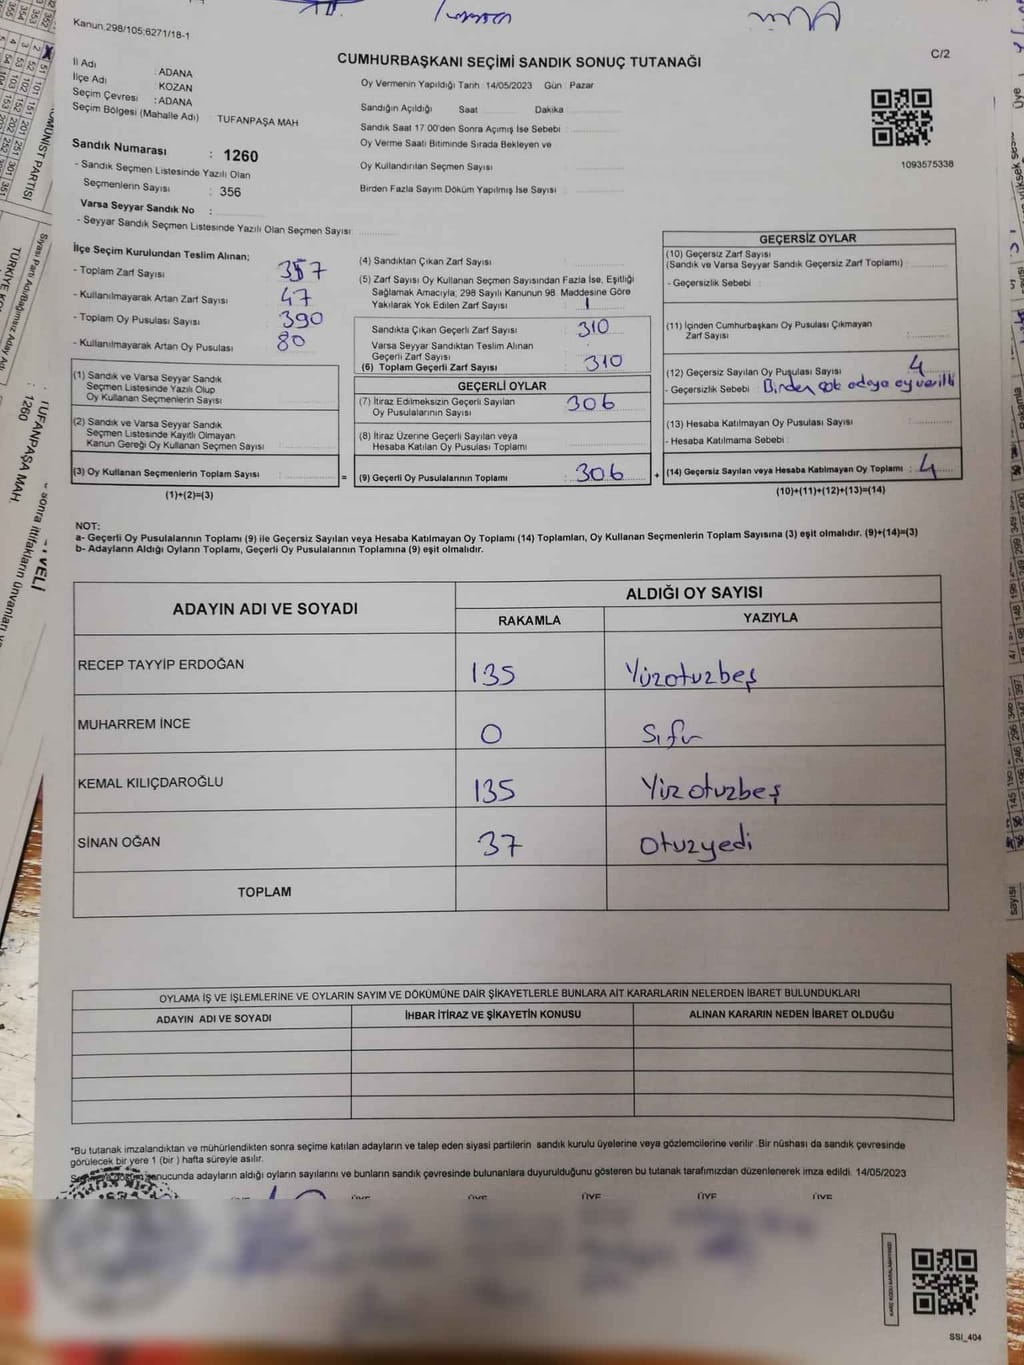 Kanun:298/105;6271/18-1
C/2
CUMHURBAŞKANI SEÇİMİ SANDIK SONUÇ TUTANAĞI
İl Adı : ADANA
İlçe Adı : KOZAN
Seçim Çevresi : ADANA
Seçim Bölgesi (Mahalle Adı) : TUFANPAŞA MAH
Sandık Numarası : 1260
- Sandık Seçmen Listesinde Yazılı Olan
Seçmenlerin Sayısı : 356
Varsa Seyyar Sandık No :
- Seyyar Sandık Seçmen Listesinde Yazılı Olan Seçmen Sayısı:
Oy Vermenin Yapıldığı Tarih :14/05/2023 Gün : Pazar
Sandığın Açıldığı Saat Dakika
Sandık Saat 17.00'den Sonra Açılmış İse Sebebi :
Oy Verme Saati Bitiminde Sırada Bekleyen ve
Oy Kullandırılan Seçmen Sayısı :
Birden Fazla Sayım Döküm Yapılmış İse Sayısı :
1093575338
İlçe Seçim Kurulundan Teslim Alınan;
- Toplam Zarf Sayısı : 357
- Kullanılmayarak Artan Zarf Sayısı : 47
- Toplam Oy Pusulası Sayısı : 390
- Kullanılmayarak Artan Oy Pusulası : 80
(1) Sandık ve Varsa Seyyar Sandık
Seçmen Listesinde Yazılı Olup
Oy Kullanan Seçmenlerin Sayısı :
(2) Sandık ve Varsa Seyyar Sandık
Seçmen Listesinde Kayıtlı Olmayan
Kanun Gereği Oy Kullanan Seçmen Sayısı :
(3) Oy Kullanan Seçmenlerin Toplam Sayısı : =
(1)+(2)=(3)
(4) Sandıktan Çıkan Zarf Sayısı :
(5) Zarf Sayısı Oy Kullanan Seçmen Sayısından Fazla İse, Eşitliği
Sağlamak Amacıyla; 298 Sayılı Kanunun 98. Maddesine Göre
Yakılarak Yok Edilen Zarf Sayısı : 1
Sandıkta Çıkan Geçerli Zarf Sayısı : 310
Varsa Seyyar Sandıktan Teslim Alınan
Geçerli Zarf Sayısı :
(6) Toplam Geçerli Zarf Sayısı : 310
GEÇERLİ OYLAR
(7) İtiraz Edilmeksizin Geçerli Sayılan
Oy Pusulalarının Sayısı : 306
(8) İtiraz Üzerine Geçerli Sayılan veya
Hesaba Katılan Oy Pusulaları Toplamı :
(9) Geçerli Oy Pusulalarının Toplamı : 306 +
GEÇERSİZ OYLAR
(10) Geçersiz Zarf Sayısı
(Sandık ve Varsa Seyyar Sandık Geçersiz Zarf Toplamı) :
- Geçersizlik Sebebi :
(11) İçinden Cumhurbaşkanı Oy Pusulası Çıkmayan
Zarf Sayısı :
(12) Geçersiz Sayılan Oy Pusulası Sayısı : 4
- Geçersizlik Sebebi : Birden çok adaya oy verildi
(13) Hesaba Katılmayan Oy Pusulası Sayısı :
- Hesaba Katılmama Sebebi :
(14) Geçersiz Sayılan veya Hesaba Katılmayan Oy Toplamı : 4
(10)+(11)+(12)+(13)=(14)
NOT:
a- Geçerli Oy Pusulalarının Toplamı (9) ile Geçersiz Sayılan veya Hesaba Katılmayan Oy Toplamı (14) Toplamları, Oy Kullanan Seçmenlerin Toplam Sayısına (3) eşit olmalıdır. (9)+(14)=(3)
b- Adayların Aldığı Oyların Toplamı, Geçerli Oy Pusulalarının Toplamına (9) eşit olmalıdır.
ADAYIN ADI VE SOYADI
ALDIĞI OY SAYISI
RAKAMLA YAZIYLA
RECEP TAYYİP ERDOĞAN 135 Yüzotuzbeş
MUHARREM İNCE 0 Sıfır
KEMAL KILIÇDAROĞLU 135 Yüzotuzbeş
SİNAN OĞAN 37 Otuzyedi
TOPLAM
OYLAMA İŞ VE İŞLEMLERİNE VE OYLARIN SAYIM VE DÖKÜMÜNE DAİR ŞİKAYETLERLE BUNLARA AİT KARARLARIN NELERDEN İBARET BULUNDUKLARI
ADAYIN ADI VE SOYADI İHBAR İTİRAZ VE ŞİKAYETİN KONUSU ALINAN KARARIN NEDEN İBARET OLDUĞU
*Bu tutanak imzalandıktan ve mühürlendikten sonra seçime katılan adayların ve talep eden siyasi partilerin sandık kurulu üyelerine veya gözlemcilerine verilir. Bir nüshası da sandık çevresinde
görülecek bir yere 1 (bir ) hafta süreyle asılır.
sonucunda adayların aldığı oyların sayılarını ve bunların sandık çevresinde bulunanlara duyurulduğunu gösteren bu tutanak tarafımızdan düzenlenerek imza edildi. 14/05/2023
ÜYE ÜYE ÜYE ÜYE ÜYE
SSI_404
TUFANPAŞA MAH.
1260